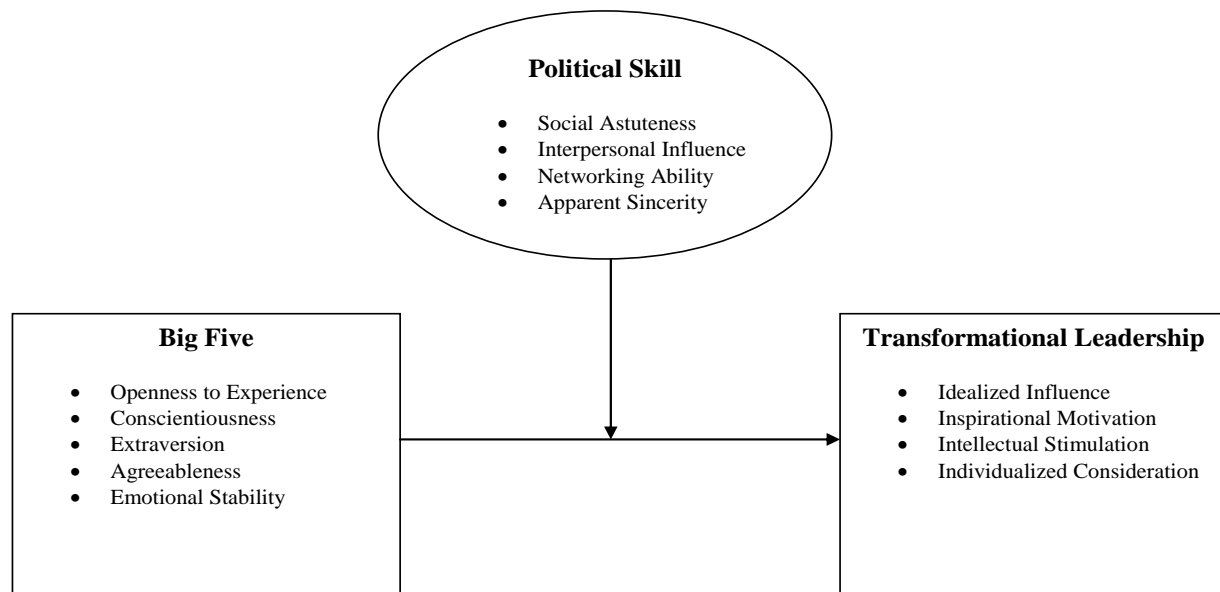 Political Skill
• Social Astuteness
• Interpersonal Influence
• Networking Ability
• Apparent Sincerity
Big Five
• Openness to Experience
• Conscientiousness
• Extraversion
• Agreeableness
• Emotional Stability
Transformational Leadership
• Idealized Influence
• Inspirational Motivation
• Intellectual Stimulation
• Individualized Consideration